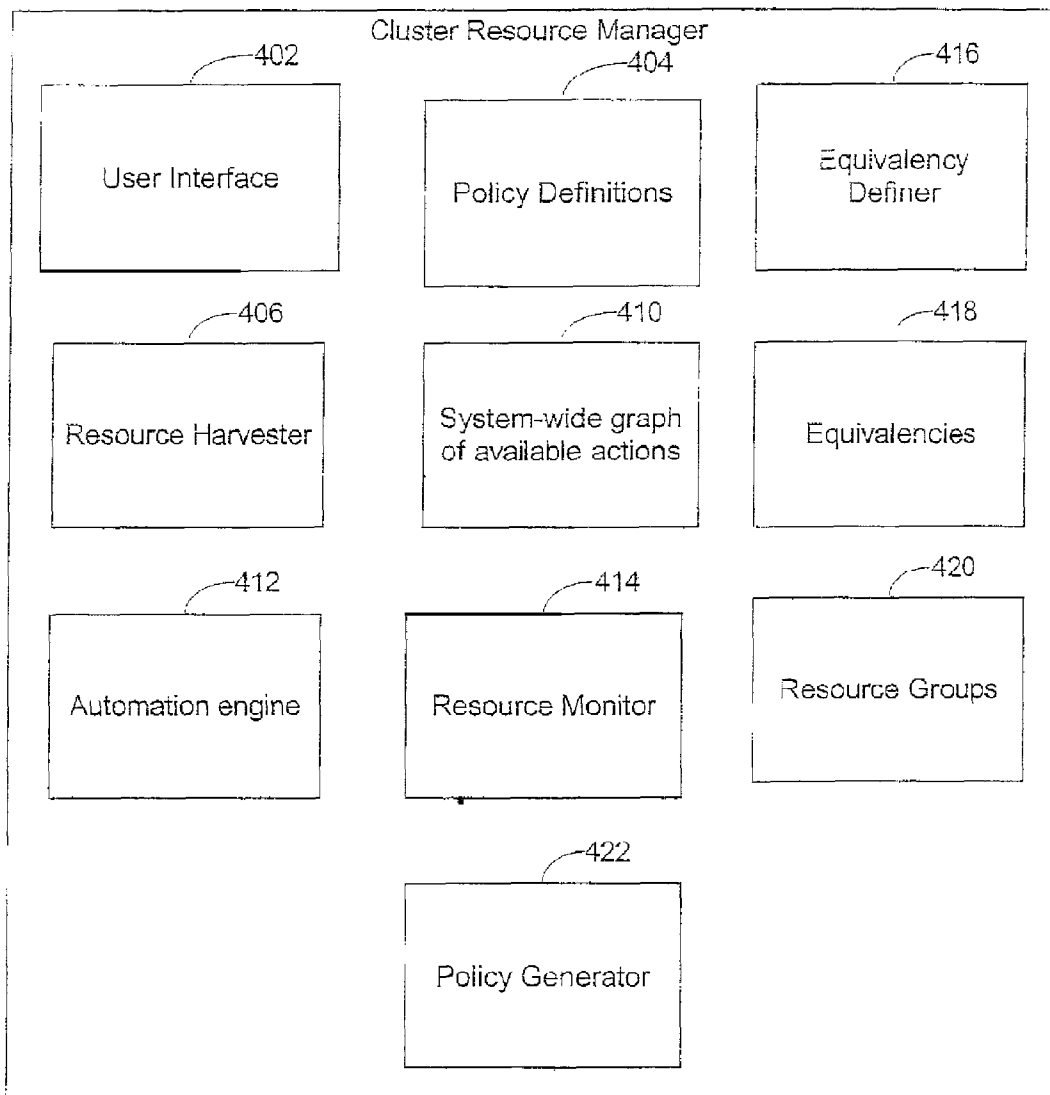 Cluster Resource Manager
402
404
416
User Interface
Policy Definitions
Equivalency
Definer
406
410
418
Resource Harvester
System-wide graph
of available actions
Equivalencies
412
414
420
Automation engine
Resource Monitor
Resource Groups
422
Policy Generator